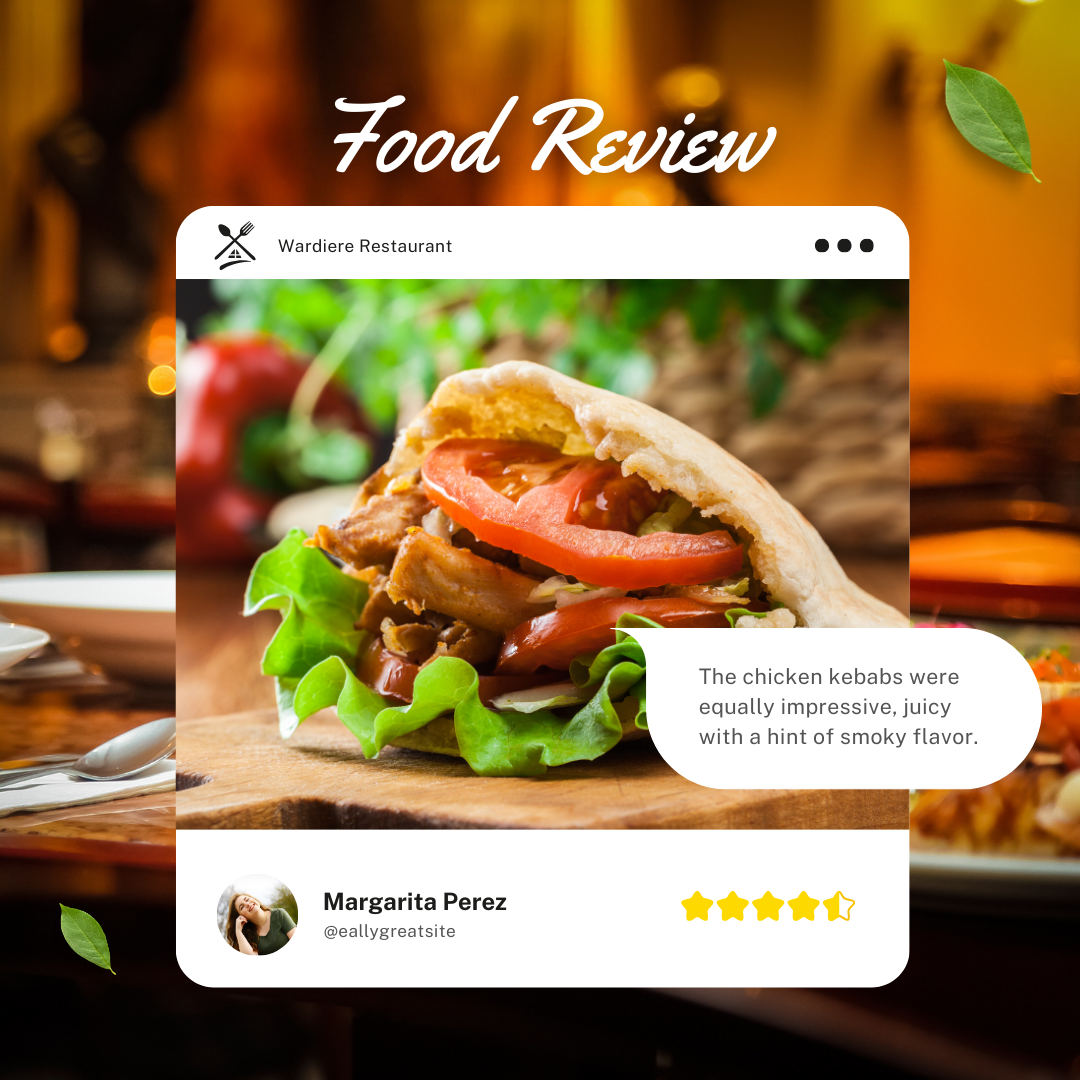 Food Review
Wardiere Restaurant
The chicken kebabs were
equally impressive, juicy
with a hint of smoky flavor.
Margarita Perez
@eallygreatsite